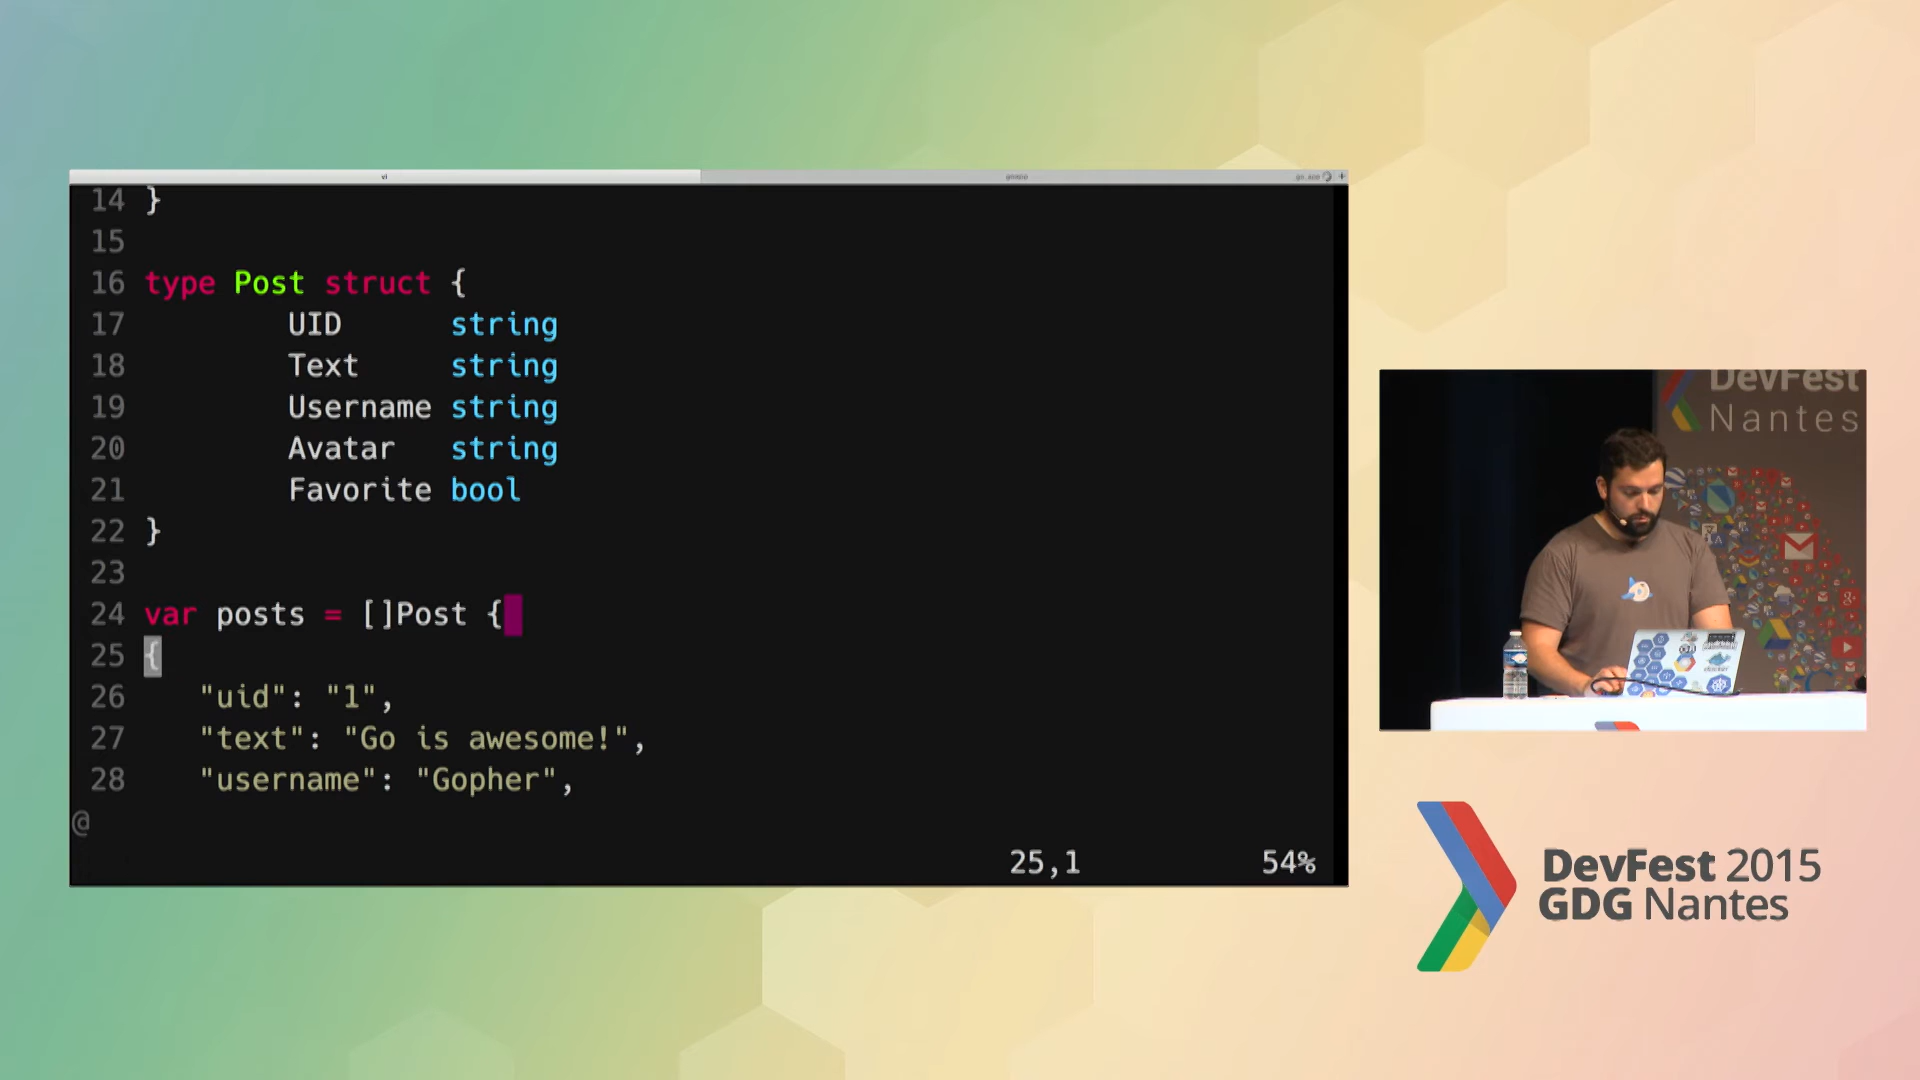 vi
goapp
14 }
15
16 type Post struct {
17 UID string
18 Text string
19 Username string
20 Avatar string
21 Favorite bool
22 }
23
24 var posts = []Post {
25 {
26 "uid": "1",
27 "text": "Go is awesome!",
28 "username": "Gopher",
@
25,1 54%
DevFest
Nantes
DevFest 2015
GDG Nantes